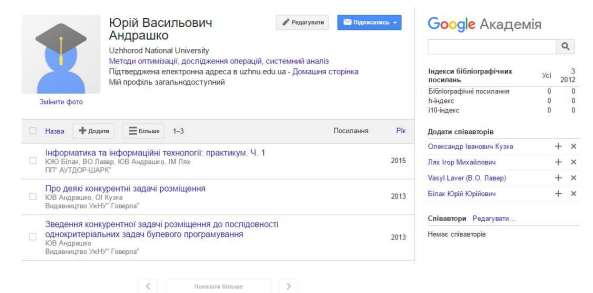 Юрій Васильович
Андрашко
Uzhhorod National University
Методи оптимізації, дослідження операцій, системний аналіз
Підтверджена електронна адреса в uzhnu.edu.ua - Домашня сторінка
Мій профіль загальнодоступний
Змінити фото
Редагувати
Підписатись
Назва Додати Більше 1–3 Посилання Рік
Інформатика та інформаційні технології: практикум. Ч. 1
ЮЮ Білак, ВО Лавер, ЮВ Андрашко, ІМ Лях
ПП" АУТДОР-ШАРК"
2015
Про деякі конкурентні задачі розміщення
ЮВ Андрашко, ОІ Кузка
Видавництво УжНУ" Говерла"
2013
Зведення конкурентної задачі розміщення до послідовності
однокритеріальних задач булевого програмування
ЮВ Андрашко
Видавництво УжНУ" Говерла"
2013
Показати більше
Google Академія
Індекси бібліографічних
посилань
Усі
З
2012
Бібліографічні посилання 0 0
h-індекс 0 0
i10-індекс 0 0
Додати співавторів
Олександр Іванович Кузка
Лях Ігор Михайлович
Vasyl Laver (В.О. Лавер)
Білак Юрій Юрійович
Співавтори Редагувати…
Немає співавторів